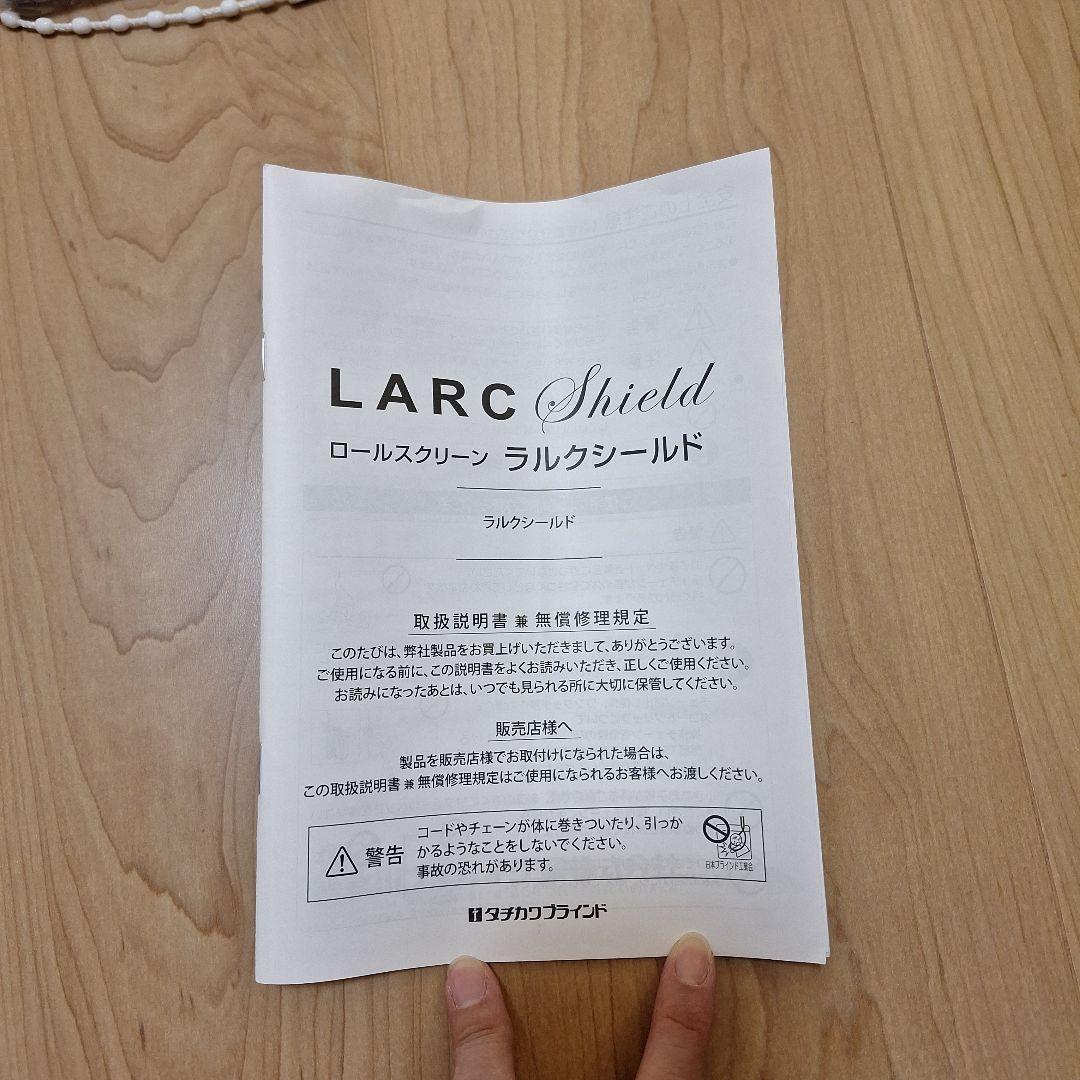 LARC Shield
ロールスクリーン ラルクシールド
ラルクシールド
取扱説明書 兼 無償修理規定
このたびは、弊社製品をお買上げいただきまして、ありがとうございます。
ご使用になる前に、この説明書をよくお読みいただき、正しくご使用ください。
お読みになったあとは、いつでも見られる所に大切に保管してください。
販売店様へ
製品を販売店様でお取付けになられた場合は、
この取扱説明書 兼 無償修理規定はご使用になられるお客様へお渡しください。
警告
コードやチェーンが体に巻きついたり、引っか
かるようなことをしないでください。
事故の恐れがあります。
日本ブラインド工業会
タチカワブラインド